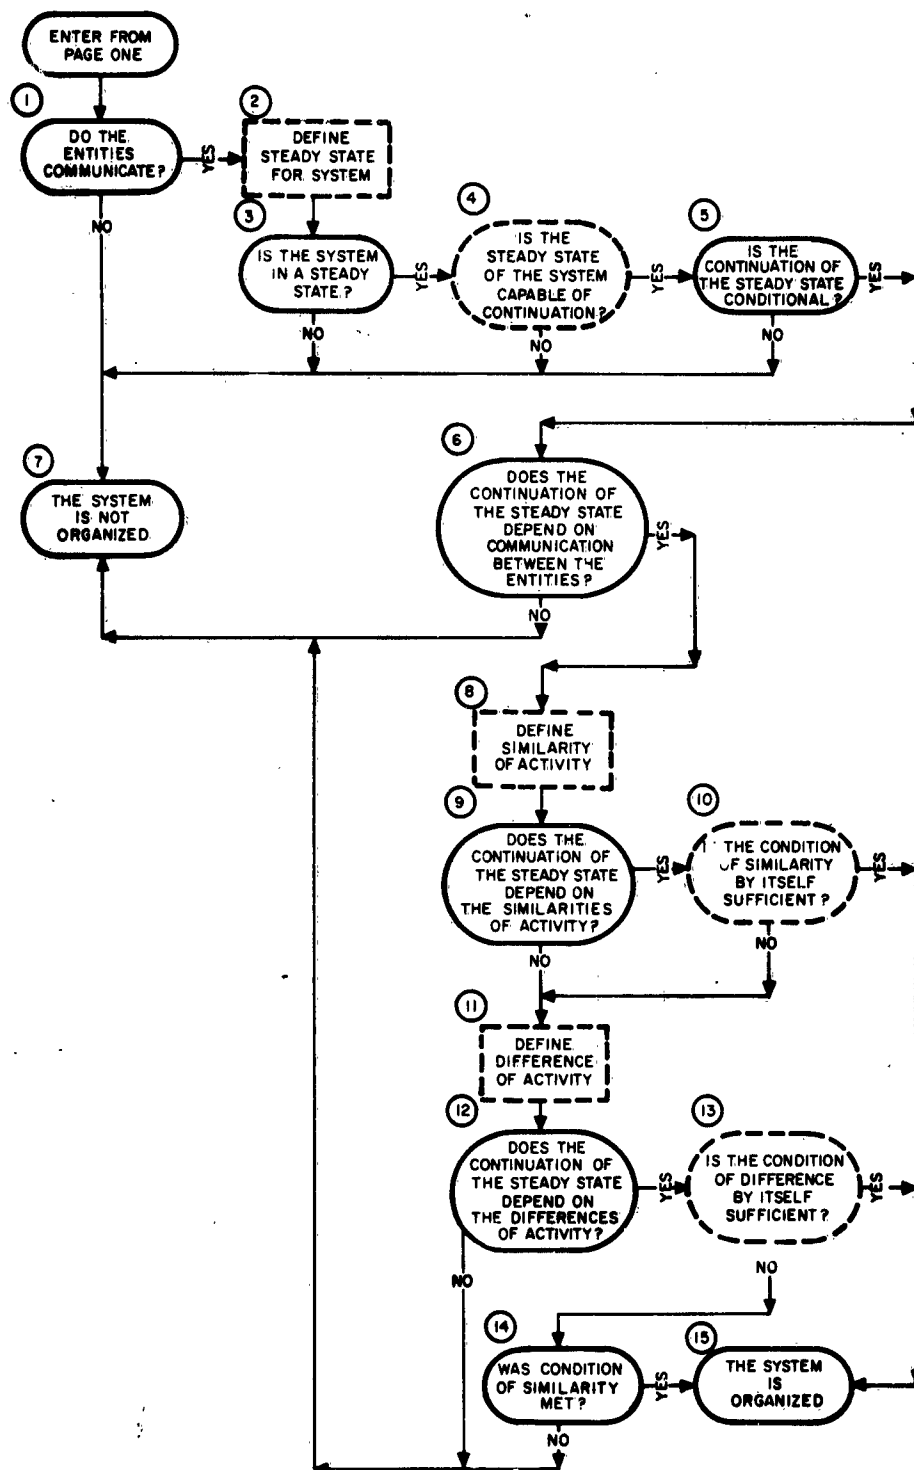 ENTER FROM
PAGE ONE
1
DO THE
ENTITIES
COMMUNICATE?
YES
NO
2
DEFINE
STEADY STATE
FOR SYSTEM
3
IS THE SYSTEM
IN A STEADY
STATE?
YES
NO
4
IS THE
STEADY STATE
OF THE SYSTEM
CAPABLE OF
CONTINUATION?
YES
NO
5
IS THE
CONTINUATION OF
THE STEADY STATE
CONDITIONAL?
YES
NO
6
DOES THE
CONTINUATION OF
THE STEADY STATE
DEPEND ON
COMMUNICATION
BETWEEN THE
ENTITIES?
YES
NO
7
THE SYSTEM
IS NOT
ORGANIZED
8
DEFINE
SIMILARITY
OF ACTIVITY
9
DOES THE
CONTINUATION OF
THE STEADY STATE
DEPEND ON
THE SIMILARITIES
OF ACTIVITY?
YES
NO
10
THE CONDITION
OF SIMILARITY
BY ITSELF
SUFFICIENT?
YES
NO
11
DEFINE
DIFFERENCE
OF ACTIVITY
12
DOES THE
CONTINUATION OF
THE STEADY STATE
DEPEND ON
THE DIFFERENCES
OF ACTIVITY?
YES
NO
13
IS THE CONDITION
OF DIFFERENCE
BY ITSELF
SUFFICIENT?
YES
NO
14
WAS CONDITION
OF SIMILARITY
MET?
YES
NO
15
THE SYSTEM
IS
ORGANIZED